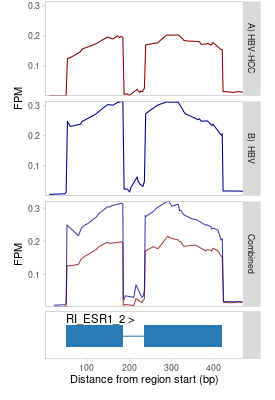 0.3
0.2
0.1
A) HBV-HCC
FPM
0.3
0.2
0.1
B) HBV
0.3
0.2
0.1
Combined
FPM
RI_ESR1_2 >
100 200 300 400
Distance from region start (bp)